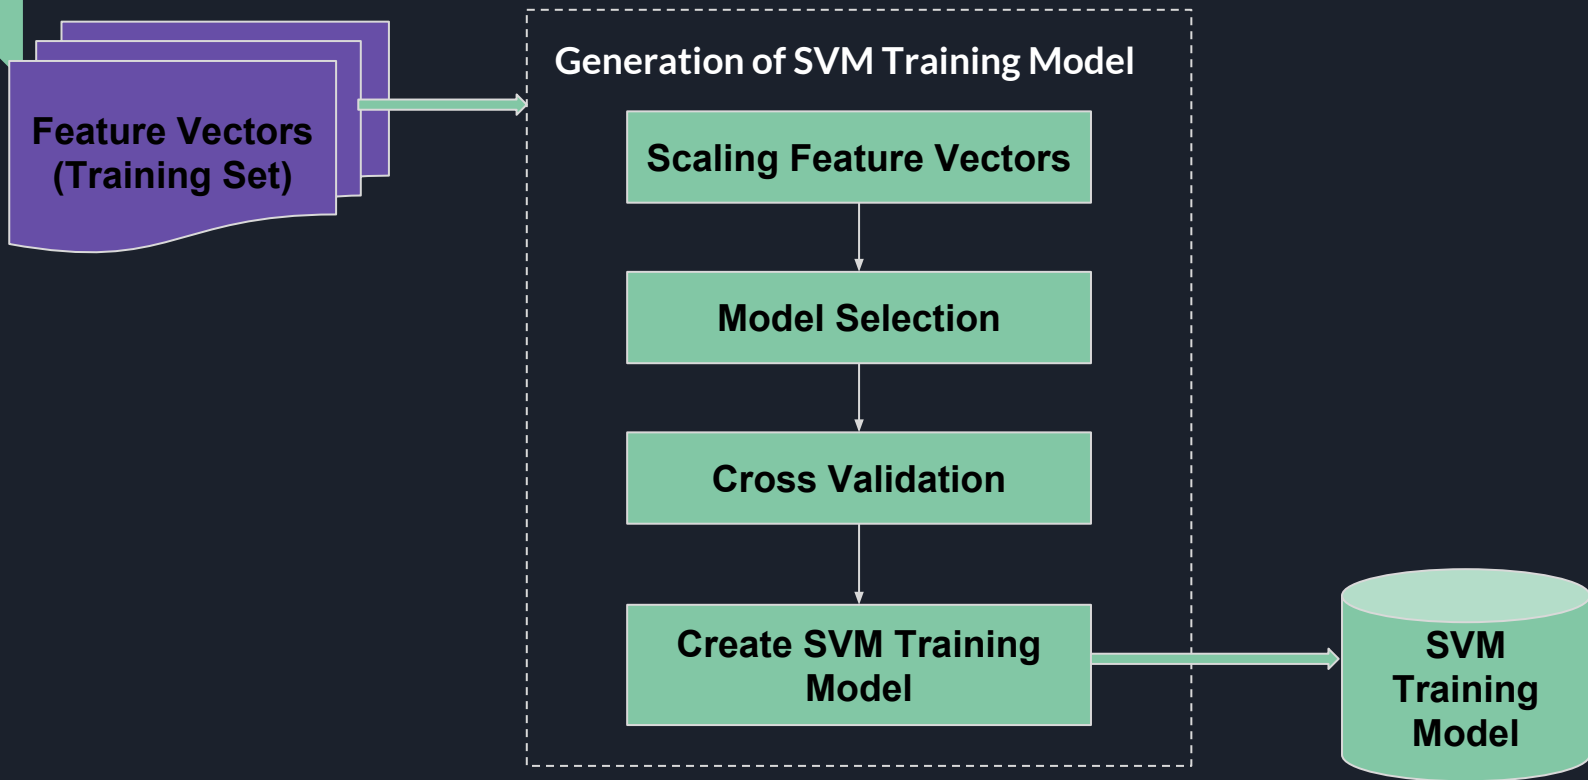 Generation of SVM Training Model
Feature Vectors
(Training Set)
Scaling Feature Vectors
Model Selection
Cross Validation
Create SVM Training
Model
SVM
Training
Model